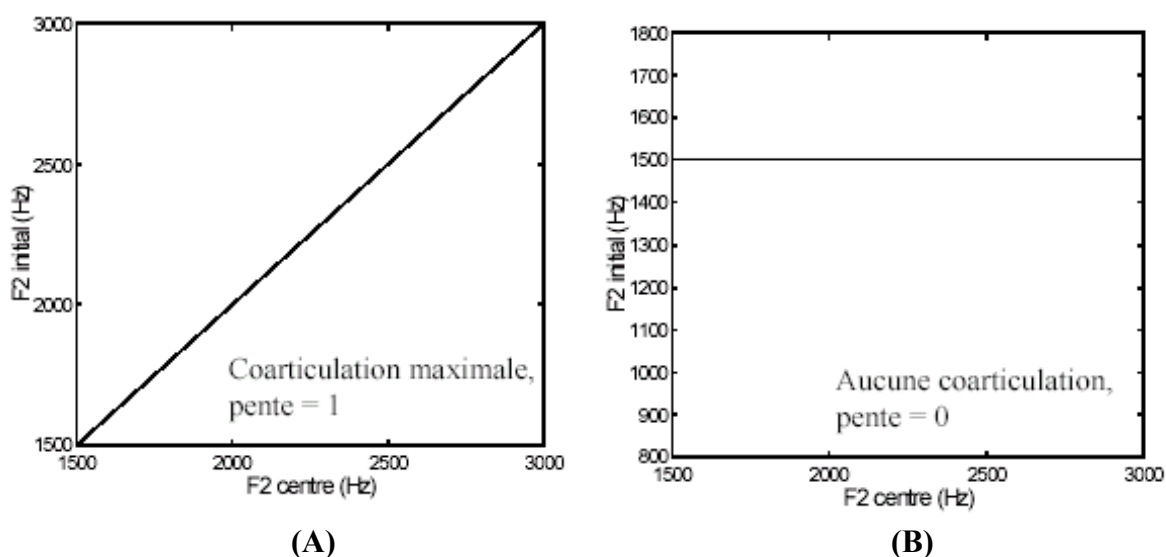 3000
2500
2000
1500
F2 initial (Hz)
1500
2000
2500
3000
F2 centre (Hz)
Coarticulation maximale,
pente = 1
(A)
1800
1700
1600
1500
1400
1300
1200
1100
1000
900
800
F2 initial (Hz)
1500
2000
2500
3000
F2 centre (Hz)
Aucune coarticulation,
pente = 0
(B)